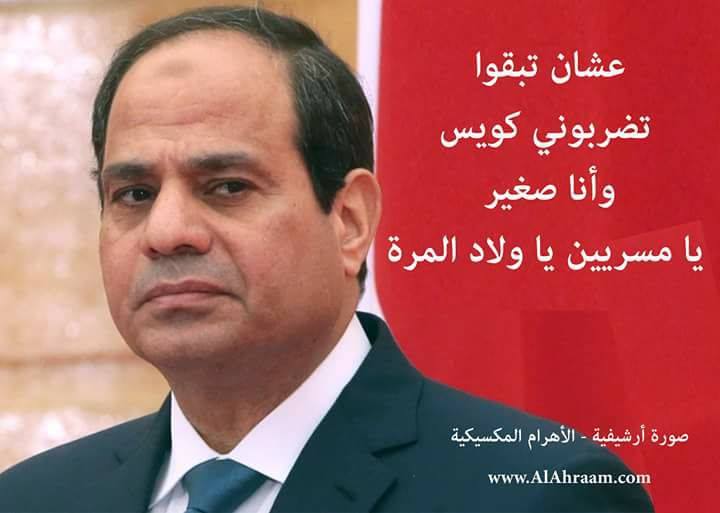 عشان تبقوا
تضربوني كويس
وأنا صغير
يا مسريين يا ولاد المرة
صورة أرشيفية - الأهرام المكسيكية
www.AlAhraam.com